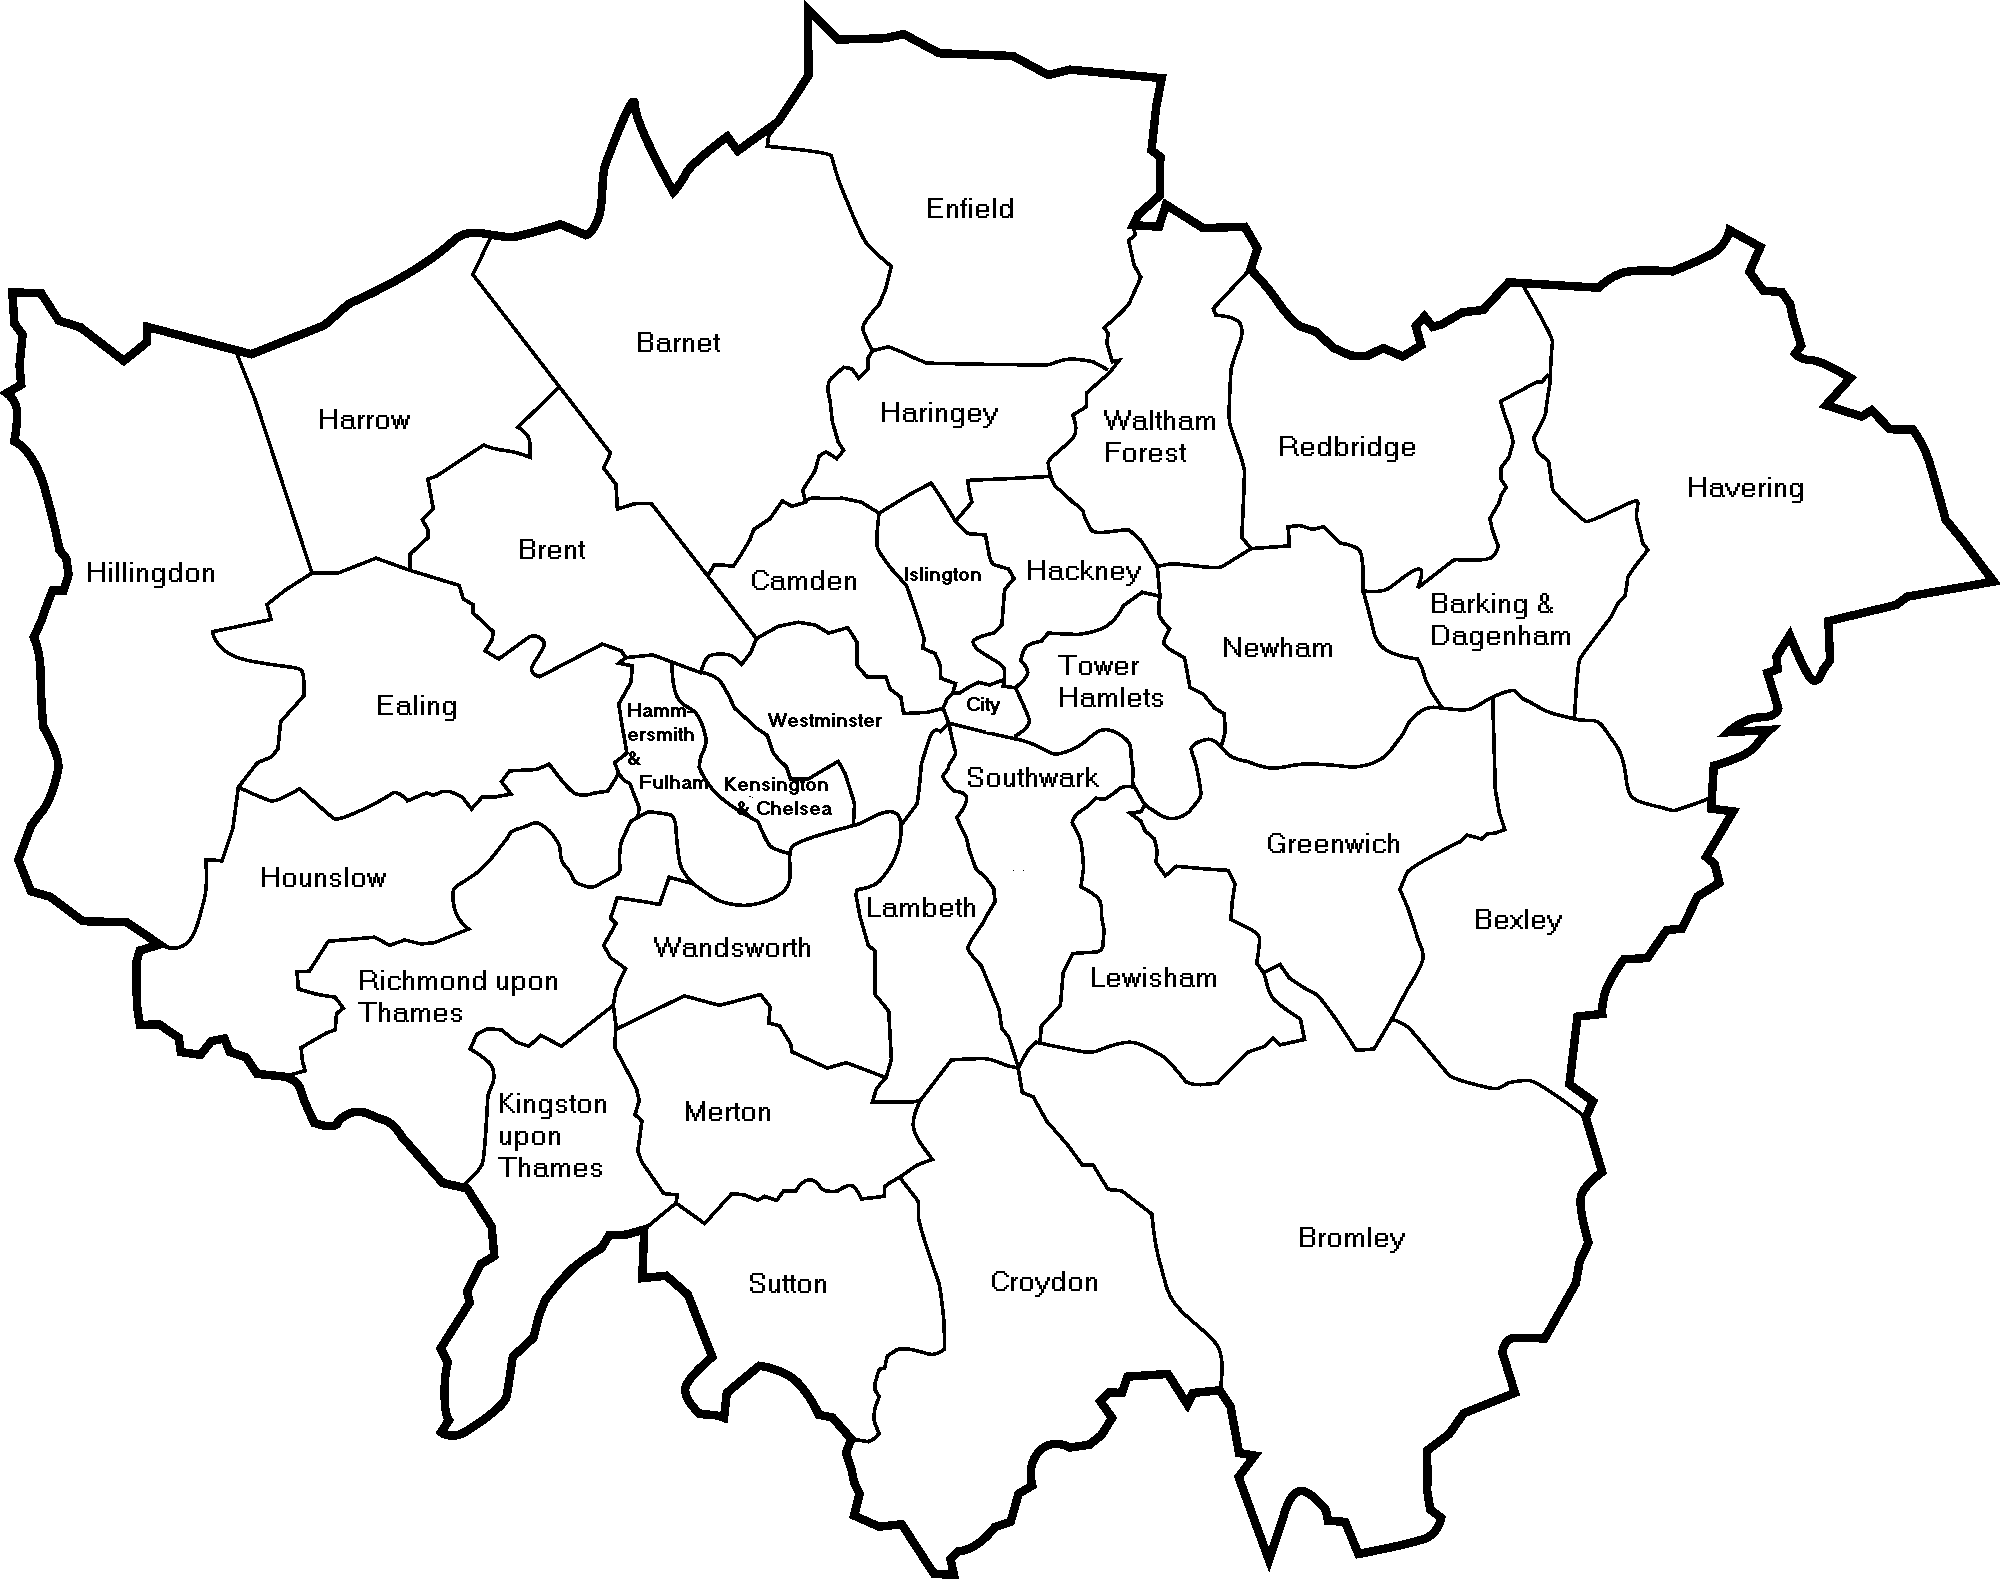 Enfield
Barnet
Haringey
Waltham
Forest
Harrow
Redbridge
Havering
Hillingdon
Brent
Camden
Islington
Hackney
Barking &
Dagenham
Newham
Tower
Hamlets
Ealing
Hamm-
ersmith
&
Fulham
Westminster
City
Kensington
& Chelsea
Southwark
Greenwich
Hounslow
Lambeth
Bexley
Wandsworth
Richmond upon
Thames
Lewisham
Kingston
upon
Thames
Merton
Bromley
Sutton
Croydon